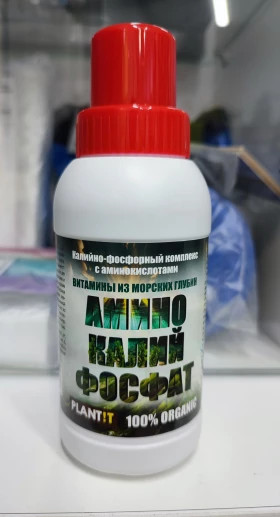 Калийно-фосфорный комплекс
с аминокислотами
ВИТАМИНЫ ИЗ МОРСКИХ ГЛУБИН
АМИНО
КАЛИЙ
ФОСФАТ
PLANT!T 100% ORGANIC